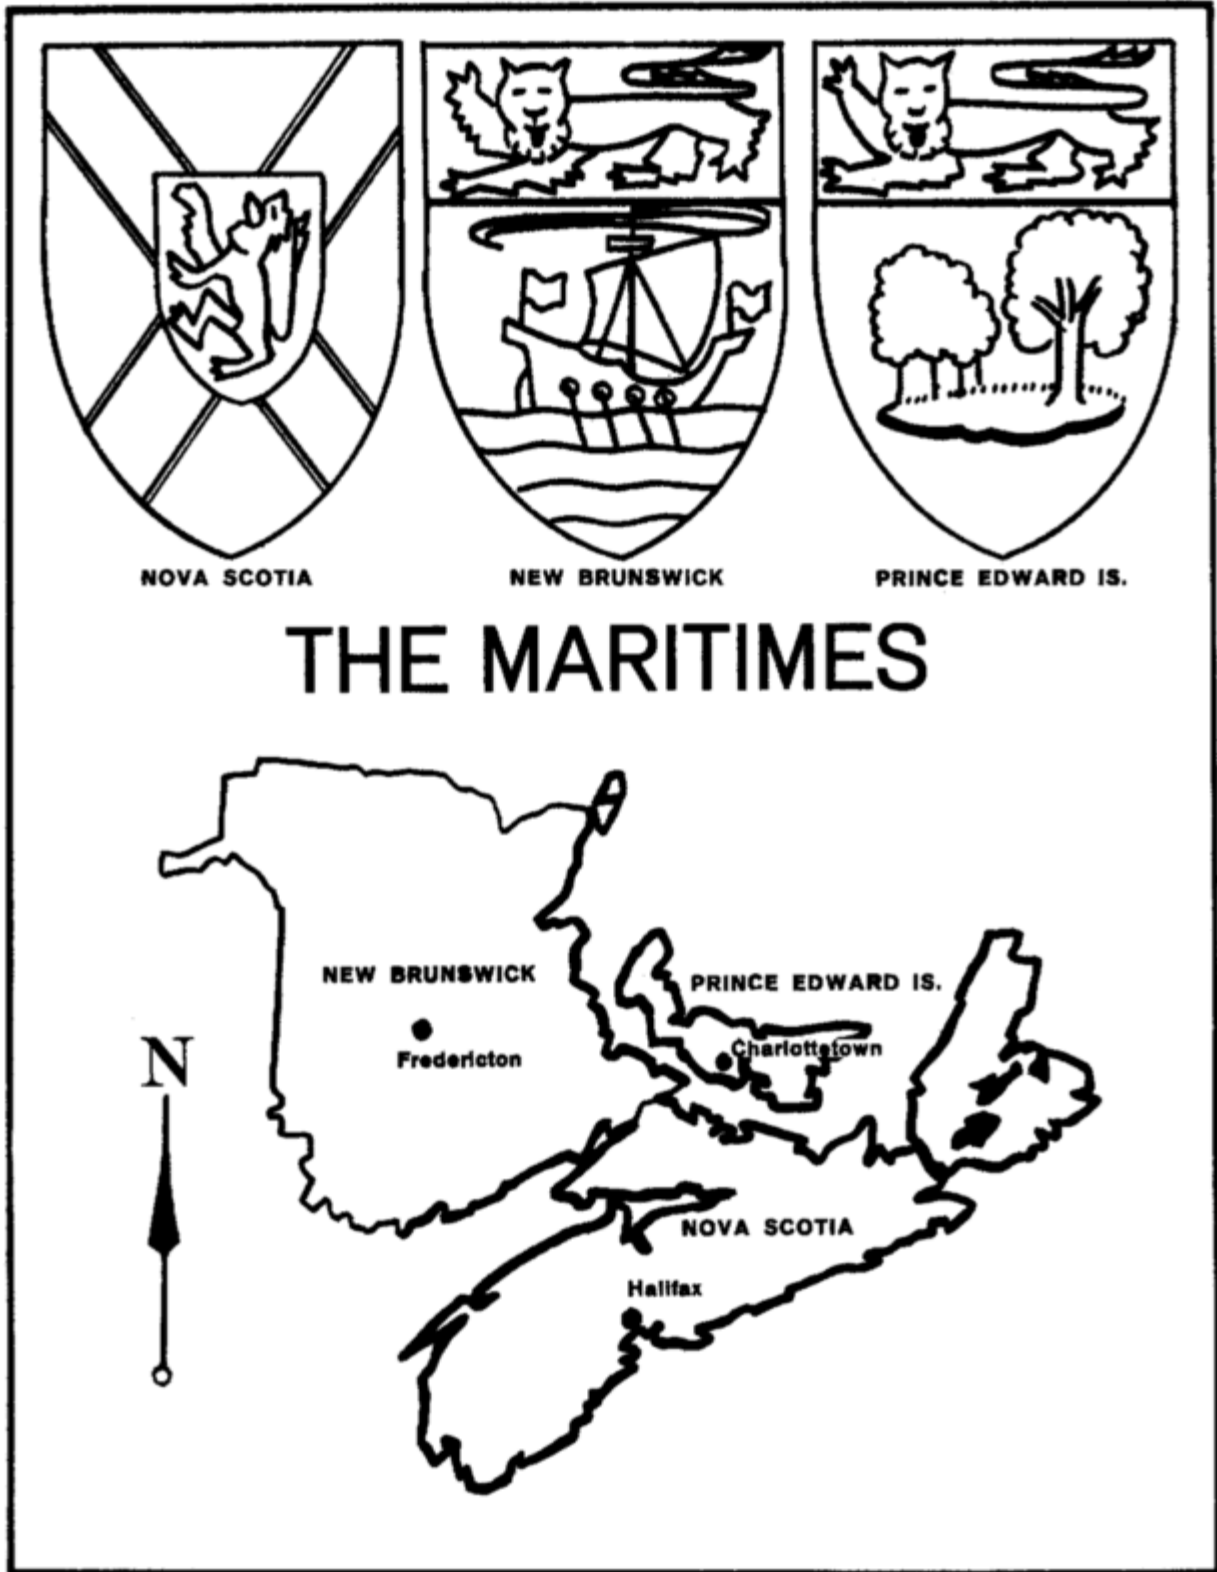 NOVA SCOTIA
NEW BRUNSWICK
PRINCE EDWARD IS.
THE MARITIMES
NEW BRUNSWICK
PRINCE EDWARD IS.
N
Charlottetown
Fredericton
NOVA SCOTIA
Halifax